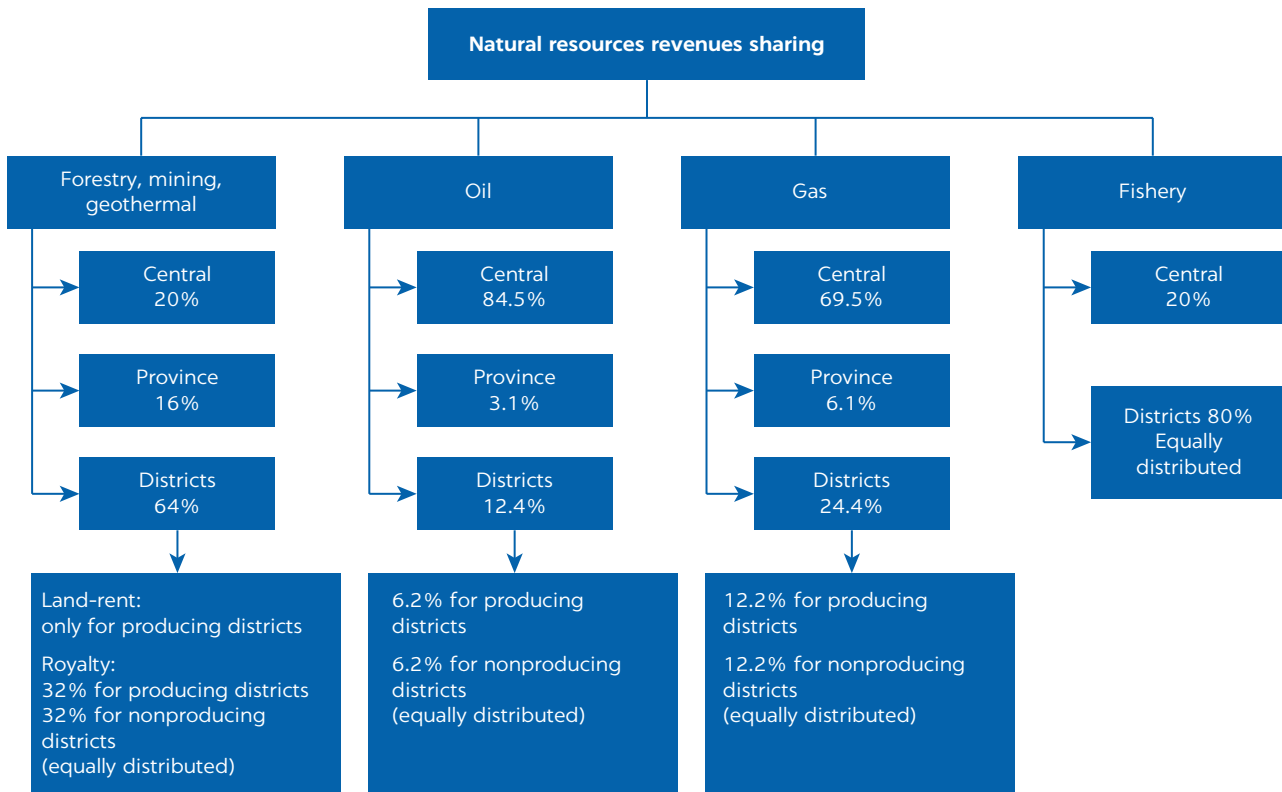 Natural resources revenues sharing
Forestry, mining,
geothermal
Central
20%
Province
16%
Districts
64%
Land-rent:
only for producing districts
Royalty:
32% for producing districts
32% for nonproducing
districts
(equally distributed)
Oil
Central
84.5%
Province
3.1%
Districts
12.4%
6.2% for producing
districts
6.2% for nonproducing
districts
(equally distributed)
Gas
Central
69.5%
Province
6.1%
Districts
24.4%
12.2% for producing
districts
12.2% for nonproducing
districts
(equally distributed)
Fishery
Central
20%
Districts 80%
Equally
distributed